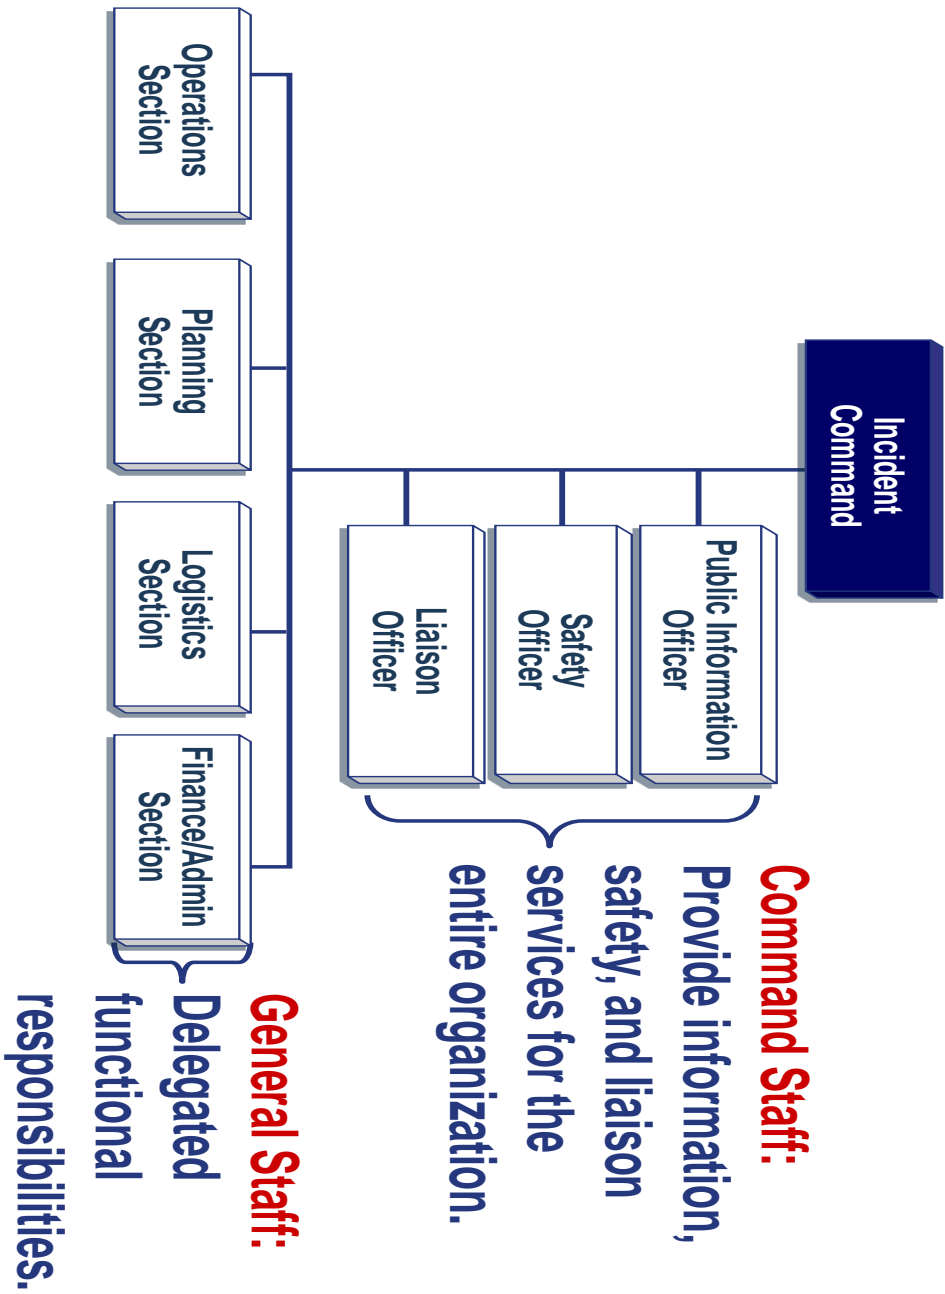 Incident
Command
Public Information
Officer
Safety
Officer
Liaison
Officer
Command Staff:
Provide information,
safety, and liaison
services for the
entire organization.
Operations
Section
Planning
Section
Logistics
Section
Finance/Admin
Section
General Staff:
Delegated
functional
responsibilities.